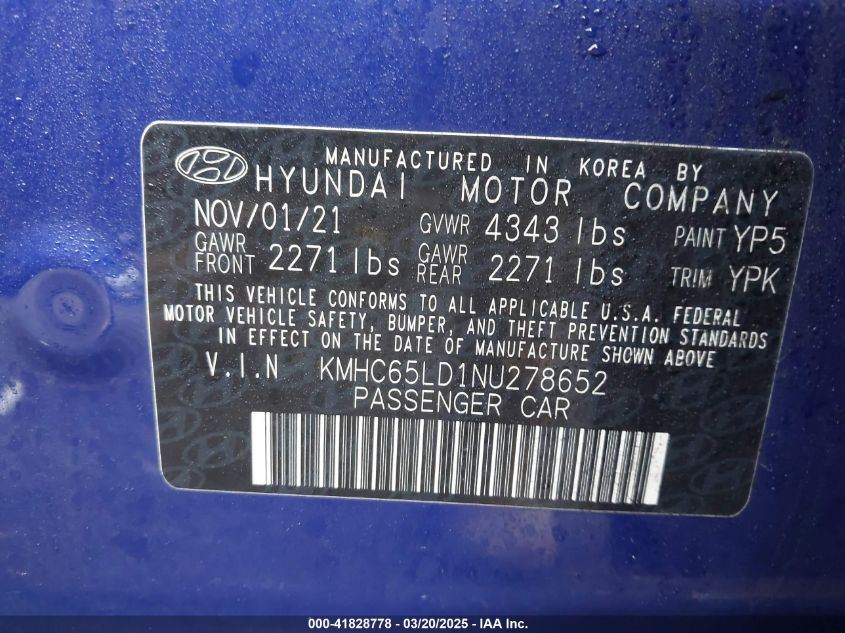 MANUFACTURED IN KOREA BY
HYUNDAI MOTOR COMPANY
NOV/01/21 GVWR 4343 lbs PAINT YP5
GAWR FRONT 2271 lbs GAWR REAR 2271 lbs TRIM YPK
THIS VEHICLE CONFORMS TO ALL APPLICABLE U.S.A. FEDERAL
MOTOR VEHICLE SAFETY, BUMPER, AND THEFT PREVENTION STANDARDS
IN EFFECT ON THE DATE OF MANUFACTURE SHOWN ABOVE
V.I.N KMHC65LD1NU278652
PASSENGER CAR
000-41828778 - 03/20/2025 - IAA Inc.